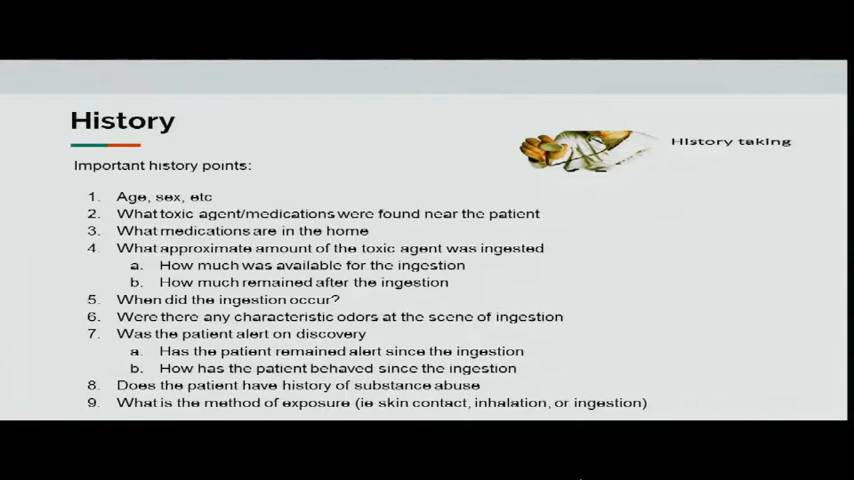 History
History taking
Important history points:
1. Age, sex, etc
2. What toxic agent/medications were found near the patient
3. What medications are in the home
4. What approximate amount of the toxic agent was ingested
a. How much was available for the ingestion
b. How much remained after the ingestion
5. When did the ingestion occur?
6. Were there any characteristic odors at the scene of ingestion
7. Was the patient alert on discovery
a. Has the patient remained alert since the ingestion
b. How has the patient behaved since the ingestion
8. Does the patient have history of substance abuse
9. What is the method of exposure (ie skin contact, inhalation, or ingestion)